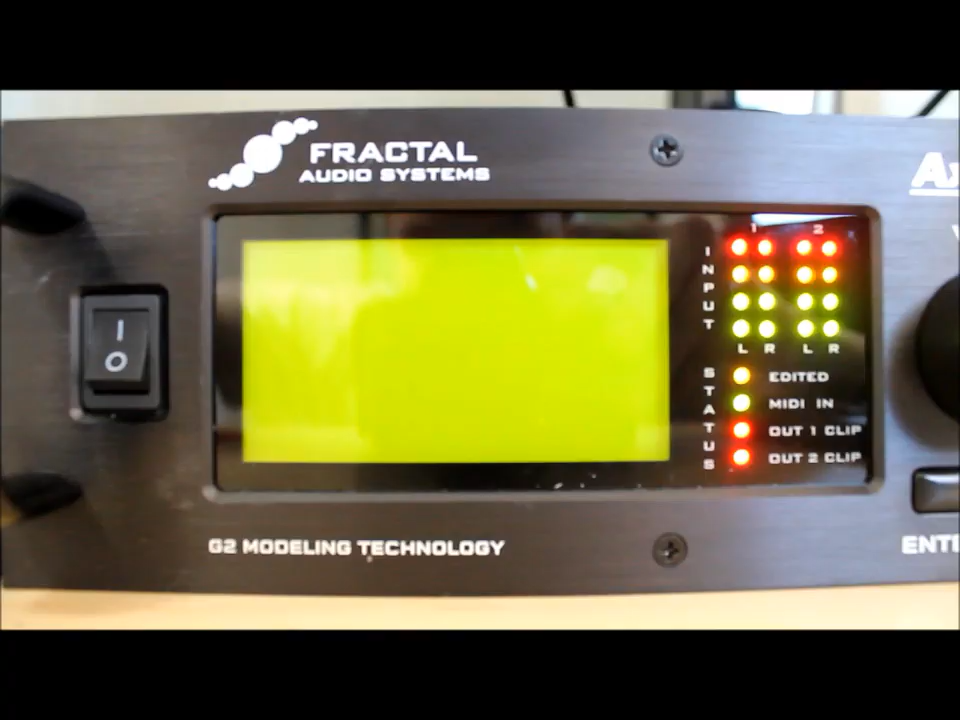 FRACTAL
AUDIO SYSTEMS
1 2
INPUT
L R L R
STATUS
EDITED
MIDI IN
OUT 1 CLIP
OUT 2 CLIP
I
O
G2 MODELING TECHNOLOGY